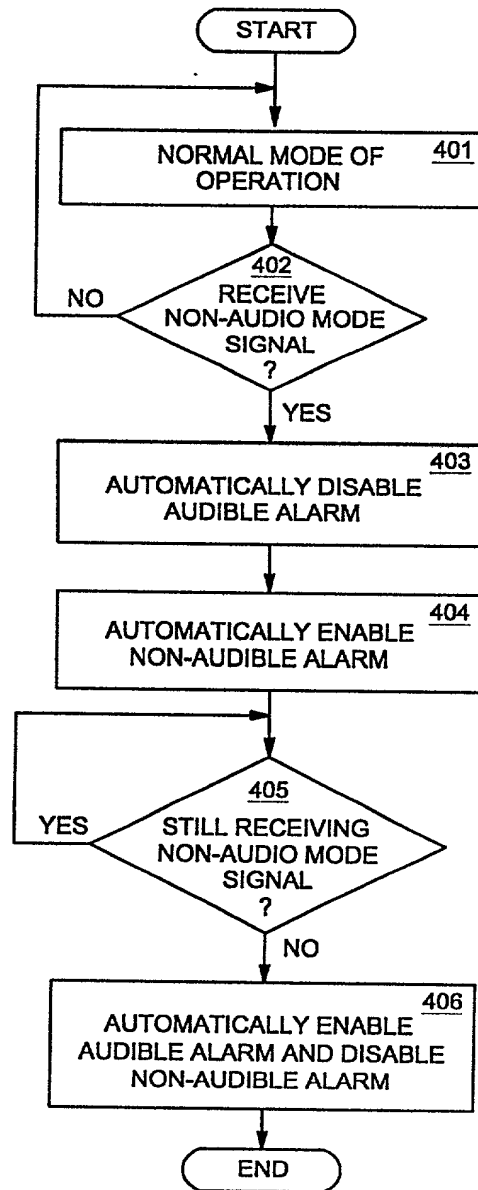 START
401
NORMAL MODE OF
OPERATION
402
RECEIVE
NON-AUDIO MODE
SIGNAL
?
NO
YES
403
AUTOMATICALLY DISABLE
AUDIBLE ALARM
404
AUTOMATICALLY ENABLE
NON-AUDIBLE ALARM
405
STILL RECEIVING
NON-AUDIO MODE
SIGNAL
?
YES
NO
406
AUTOMATICALLY ENABLE
AUDIBLE ALARM AND DISABLE
NON-AUDIBLE ALARM
END